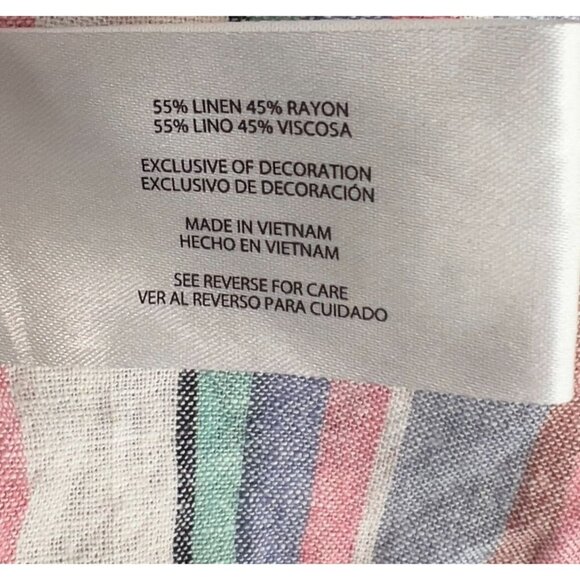 55% LINEN 45% RAYON
55% LINO 45% VISCOSA
EXCLUSIVE OF DECORATION
EXCLUSIVO DE DECORACIÓN
MADE IN VIETNAM
HECHO EN VIETNAM
SEE REVERSE FOR CARE
VER AL REVERSO PARA CUIDADO